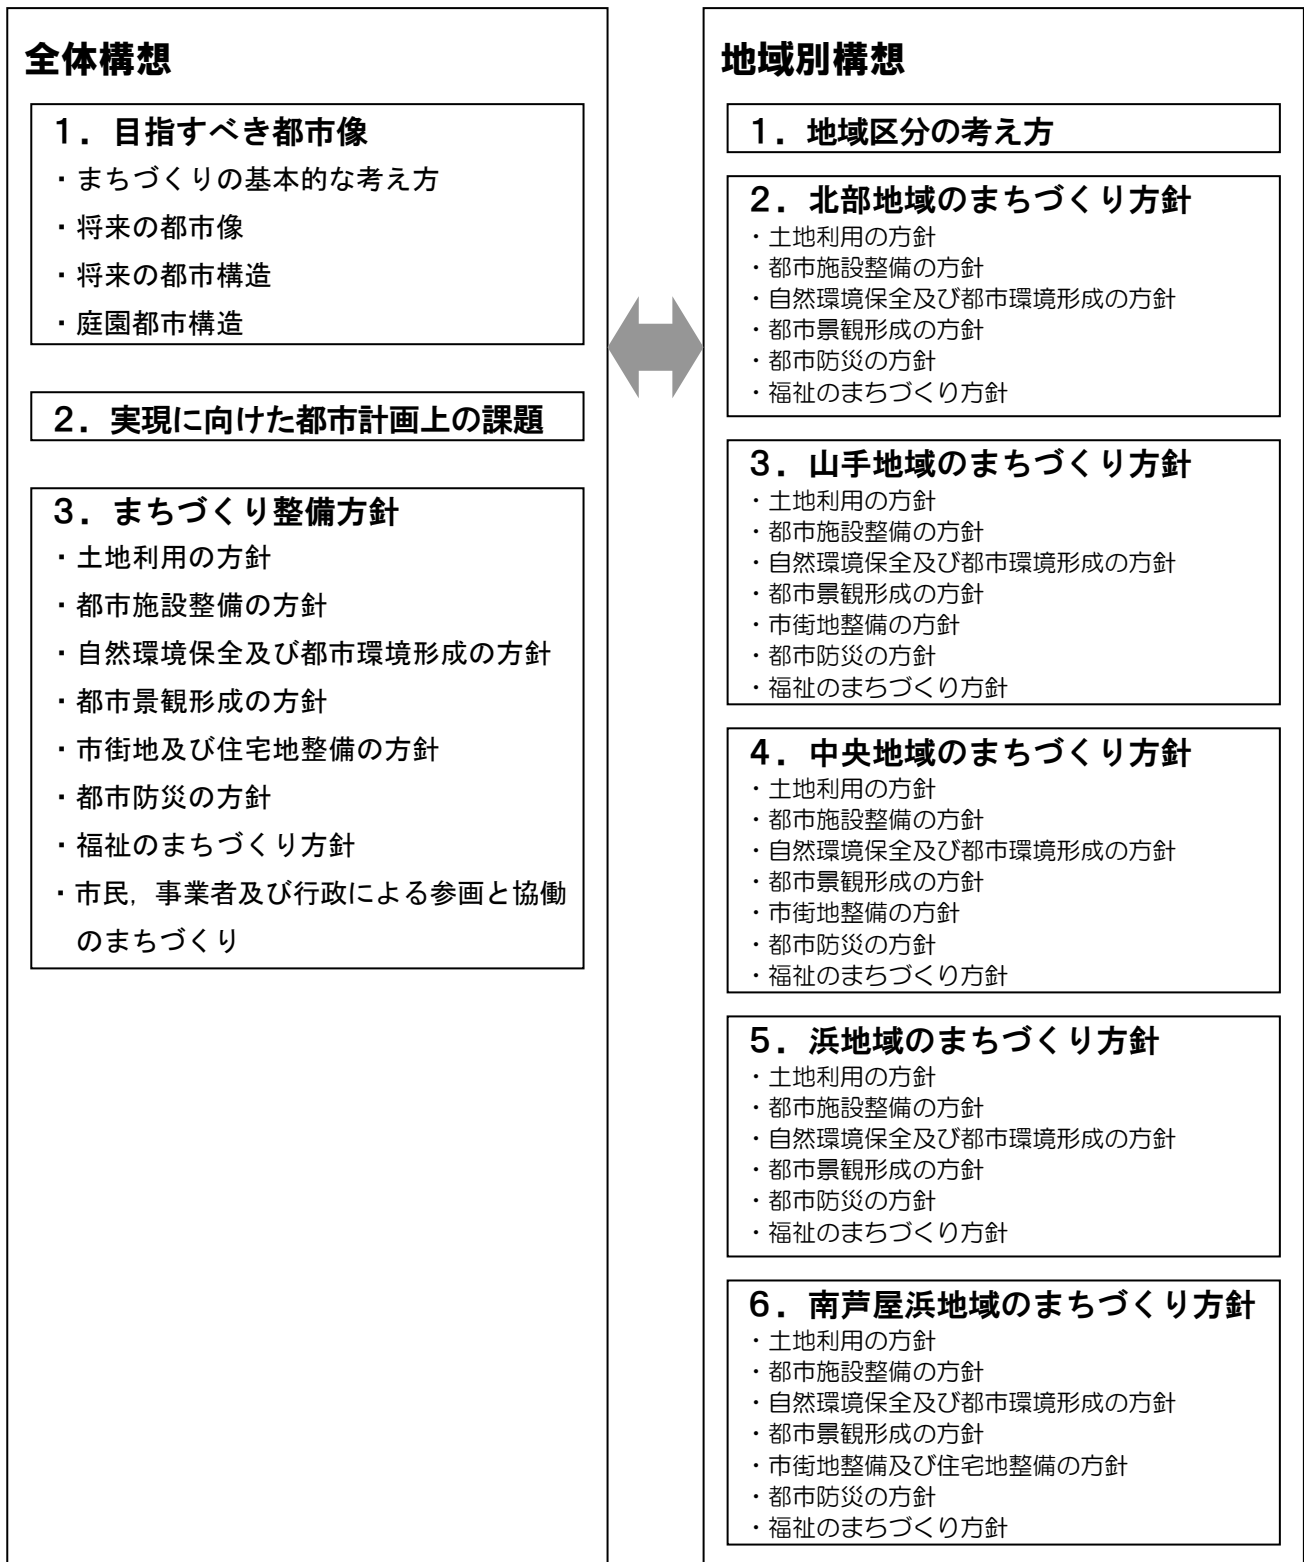 全体構想
1．目指すべき都市像
・まちづくりの基本的な考え方
・将来の都市像
・将来の都市構造
・庭園都市構造
2．実現に向けた都市計画上の課題
3．まちづくり整備方針
・土地利用の方針
・都市施設整備の方針
・自然環境保全及び都市環境形成の方針
・都市景観形成の方針
・市街地及び住宅地整備の方針
・都市防災の方針
・福祉のまちづくり方針
・市民，事業者及び行政による参画と協働
のまちづくり
地域別構想
1．地域区分の考え方
2．北部地域のまちづくり方針
・土地利用の方針
・都市施設整備の方針
・自然環境保全及び都市環境形成の方針
・都市景観形成の方針
・都市防災の方針
・福祉のまちづくり方針
3．山手地域のまちづくり方針
・土地利用の方針
・都市施設整備の方針
・自然環境保全及び都市環境形成の方針
・都市景観形成の方針
・市街地整備の方針
・都市防災の方針
・福祉のまちづくり方針
4．中央地域のまちづくり方針
・土地利用の方針
・都市施設整備の方針
・自然環境保全及び都市環境形成の方針
・都市景観形成の方針
・市街地整備の方針
・都市防災の方針
・福祉のまちづくり方針
5．浜地域のまちづくり方針
・土地利用の方針
・都市施設整備の方針
・自然環境保全及び都市環境形成の方針
・都市景観形成の方針
・都市防災の方針
・福祉のまちづくり方針
6．南芦屋浜地域のまちづくり方針
・土地利用の方針
・都市施設整備の方針
・自然環境保全及び都市環境形成の方針
・都市景観形成の方針
・市街地整備及び住宅地整備の方針
・都市防災の方針
・福祉のまちづくり方針